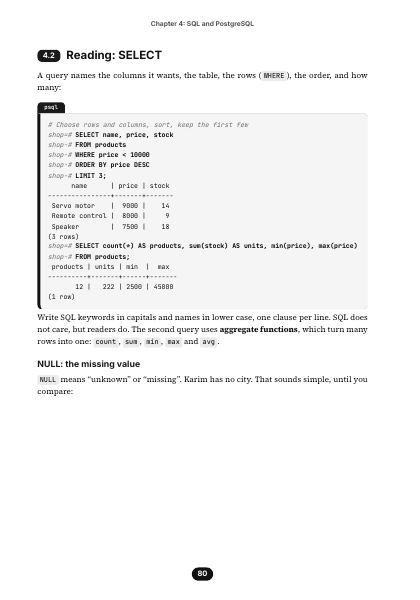 Chapter 4: SQL and PostgreSQL
4.2 Reading: SELECT
A query names the columns it wants, the table, the rows ( WHERE ), the order, and how
many:
psql
# Choose rows and columns, sort, keep the first few
shop=# SELECT name, price, stock
shop-# FROM products
shop-# WHERE price < 10000
shop-# ORDER BY price DESC
shop-# LIMIT 3;
name | price | stock
----------------+-------+-------
Servo motor | 9000 | 14
Remote control | 8000 | 9
Speaker | 7500 | 18
(3 rows)
shop=# SELECT count(*) AS products, sum(stock) AS units, min(price), max(price)
shop-# FROM products;
products | units | min | max
----------+-------+------+-------
12 | 222 | 2500 | 45000
(1 row)
Write SQL keywords in capitals and names in lower case, one clause per line. SQL does
not care, but readers do. The second query uses aggregate functions, which turn many
rows into one: count , sum , min , max and avg .
NULL: the missing value
NULL means “unknown” or “missing”. Karim has no city. That sounds simple, until you
compare:
80